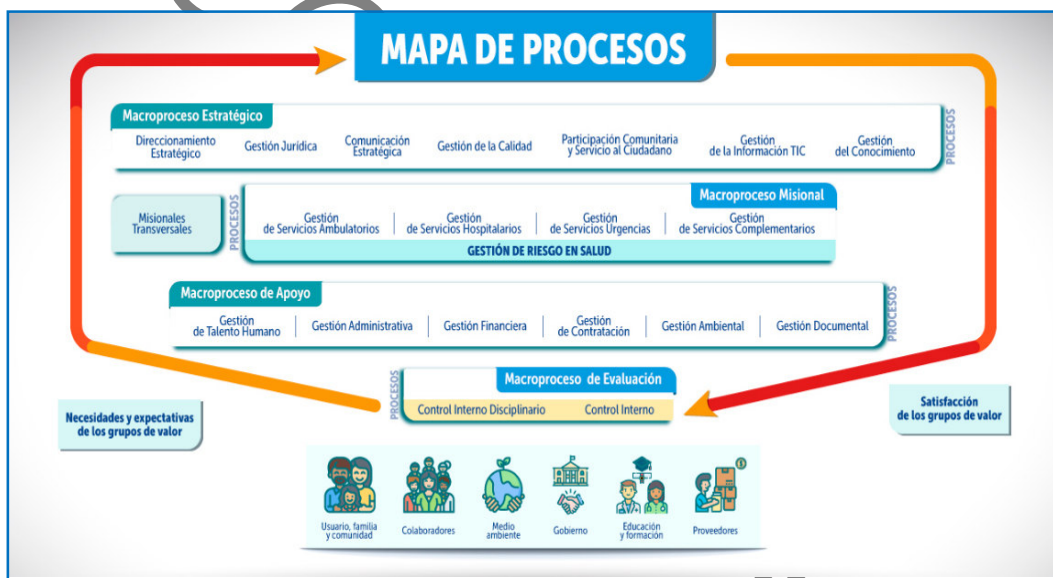 MAPA DE PROCESOS
Macroproceso Estratégico
Direccionamiento
Estratégico
Gestión Jurídica
Comunicación
Estratégica
Gestión de la Calidad
Participación Comunitaria
y Servicio al Ciudadano
Gestión
de la Información TIC
Gestión
del Conocimiento
PROCESOS
Misionales
Transversales
PROCESOS
Macroproceso Misional
Gestión
de Servicios Ambulatorios
Gestión
de Servicios Hospitalarios
Gestión
de Servicios Urgencias
Gestión
de Servicios Complementarios
GESTIÓN DE RIESGO EN SALUD
Macroproceso de Apoyo
Gestión
de Talento Humano
Gestión Administrativa
Gestión Financiera
Gestión
de Contratación
Gestión Ambiental
Gestión Documental
PROCESOS
PROCESOS
Macroproceso de Evaluación
Control Interno Disciplinario
Control Interno
Necesidades y expectativas
de los grupos de valor
Satisfacción
de los grupos de valor
Usuario, familia
y comunidad
Colaboradores
Medio
ambiente
Gobierno
Educación
y formación
Proveedores